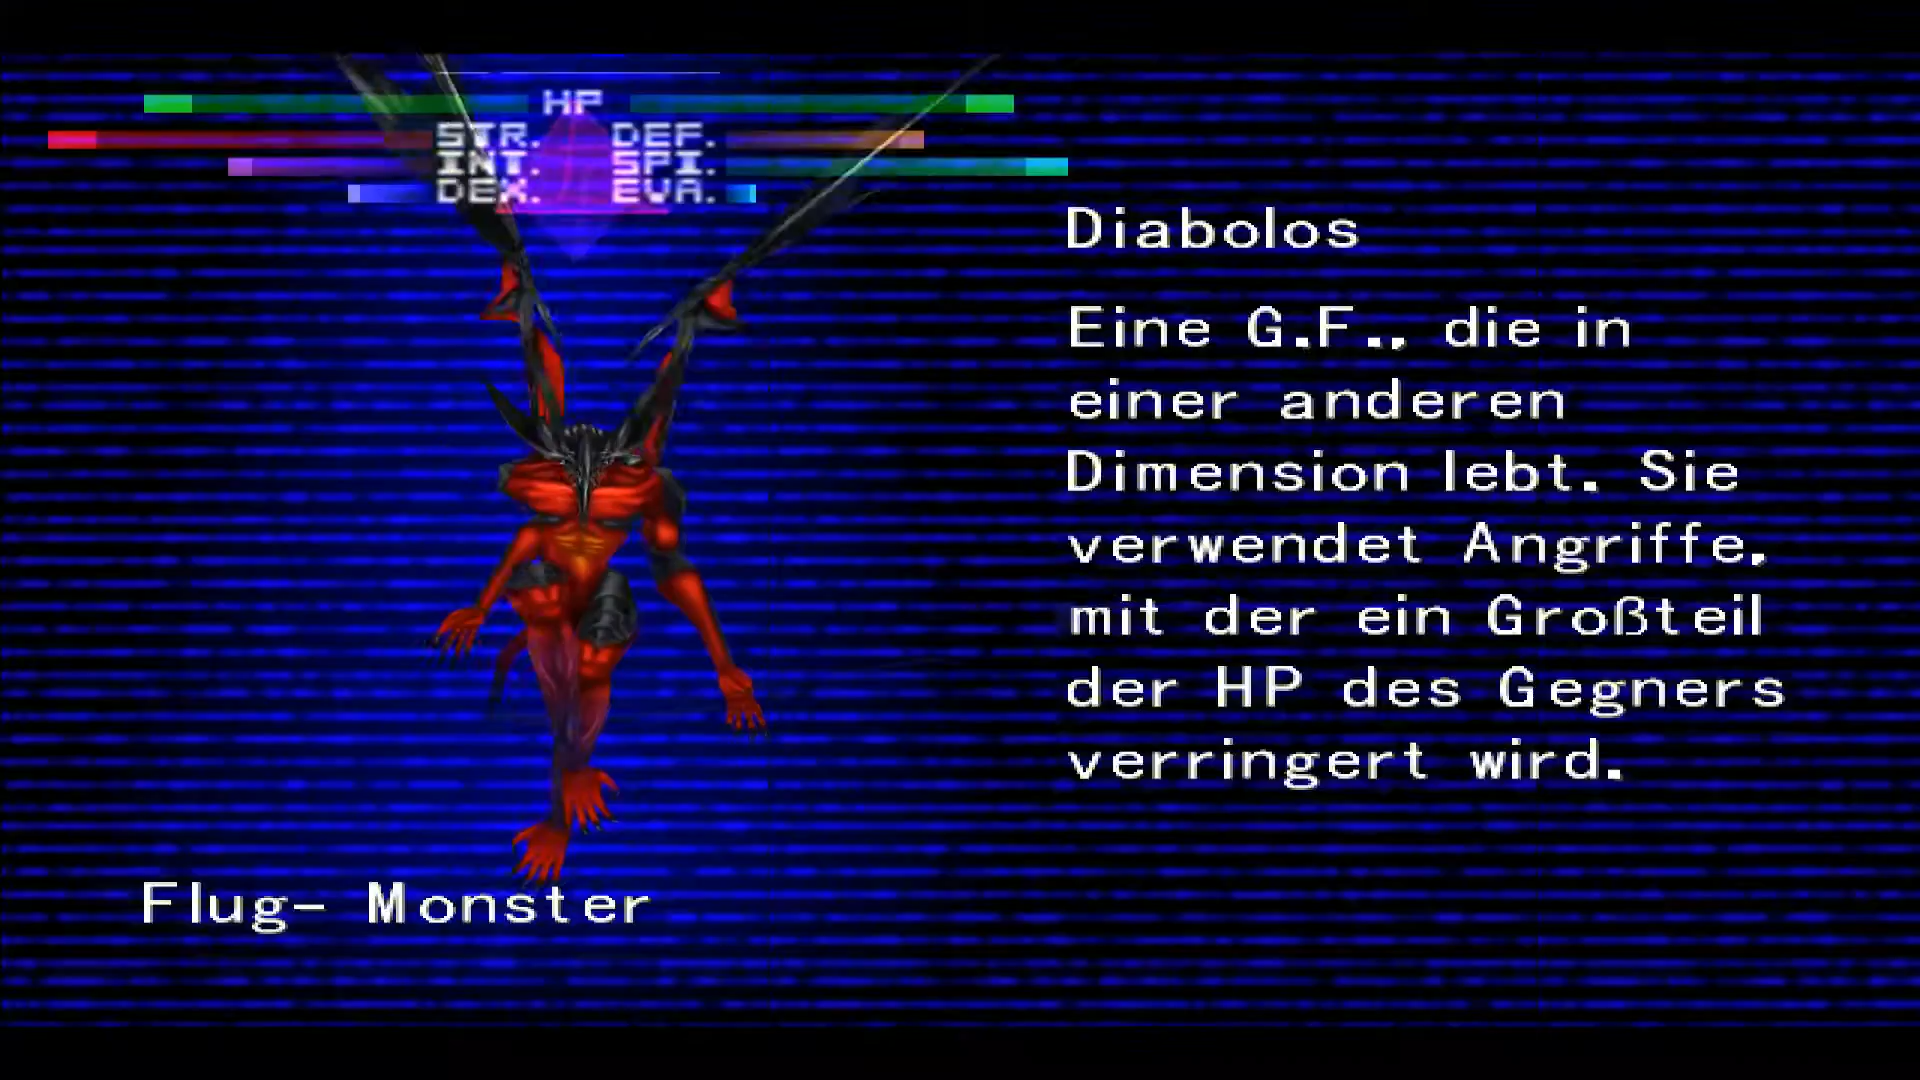 HP
STR. DEF.
INT. SPI.
DEX. EVA.
Diabolos
Eine G.F., die in
einer anderen
Dimension lebt. Sie
verwendet Angriffe,
mit der ein Großteil
der HP des Gegners
verringert wird.
Flug- Monster